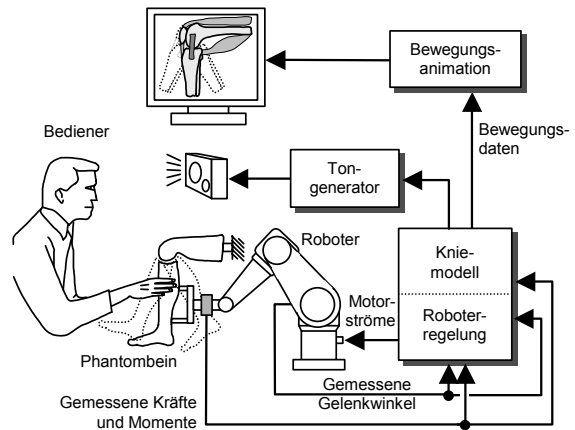 Bewegungs-
animation
Bediener
Bewegungs-
daten
Ton-
generator
Roboter
Knie-
modell
Motor-
ströme
Roboter-
regelung
Phantombein
Gemessene
Gelenkwinkel
Gemessene Kräfte
und Momente